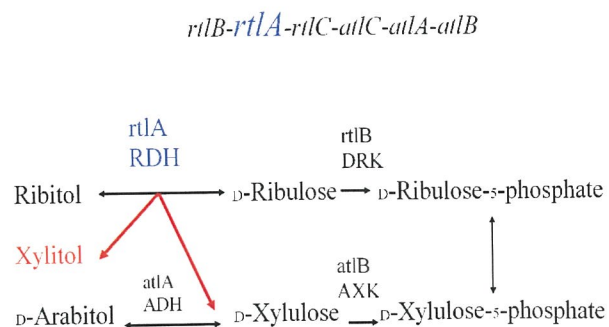 rtlB-rtlA-rtlC-atlC-atlA-atlB
rtlA
RDH
rtlB
DRK
Ribitol
D-Ribulose
D-Ribulose-5-phosphate
Xylitol
atlA
ADH
atlB
AXK
D-Arabitol
D-Xylulose
D-Xylulose-5-phosphate